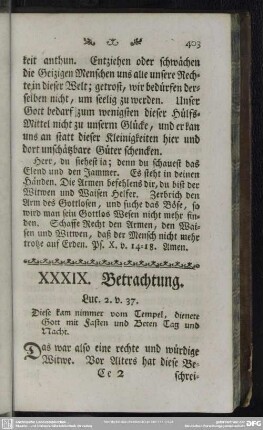 403
keit anthun. Entziehen oder schwächen
die Geizigen Menschen uns alle unsere Rech-
te, in dieser Welt; getrost, wir bedürfen der-
selben nicht, um seelig zu werden. Unser
Gott bedarf zum wenigsten dieser Hülfs-
Mittel nicht zu unserm Glücke, und er kan
uns an statt dieser Kleinigkeiten hier und
dort unschätzbare Güter schencken.
Herr, du siehest ja; denn du schauest das
Elend und den Jammer. Es steht in deinen
Händen. Die Armen befehlens dir, du bist der
Witwen und Waisen Helfer. Zerbrich den
Arm des Gottlosen, und suche das Böse, so
wird man sein Gottlos Wesen nicht mehr fin-
den. Schaffe Recht den Armen, den Wai-
sen und Witwen, daß der Mensch nicht mehr
trotze auf Erden. Ps. X. v. 14-18. Amen.
XXXIX. Betrachtung.
Luc. 2. v. 37.
Diese kam nimmer vom Tempel, dienete
Gott mit Fasten und Beten Tag und
Nacht.
Das war also eine rechte und würdige
Witwe. Vor Alters hat diese Be-
Cc 2
schrei-